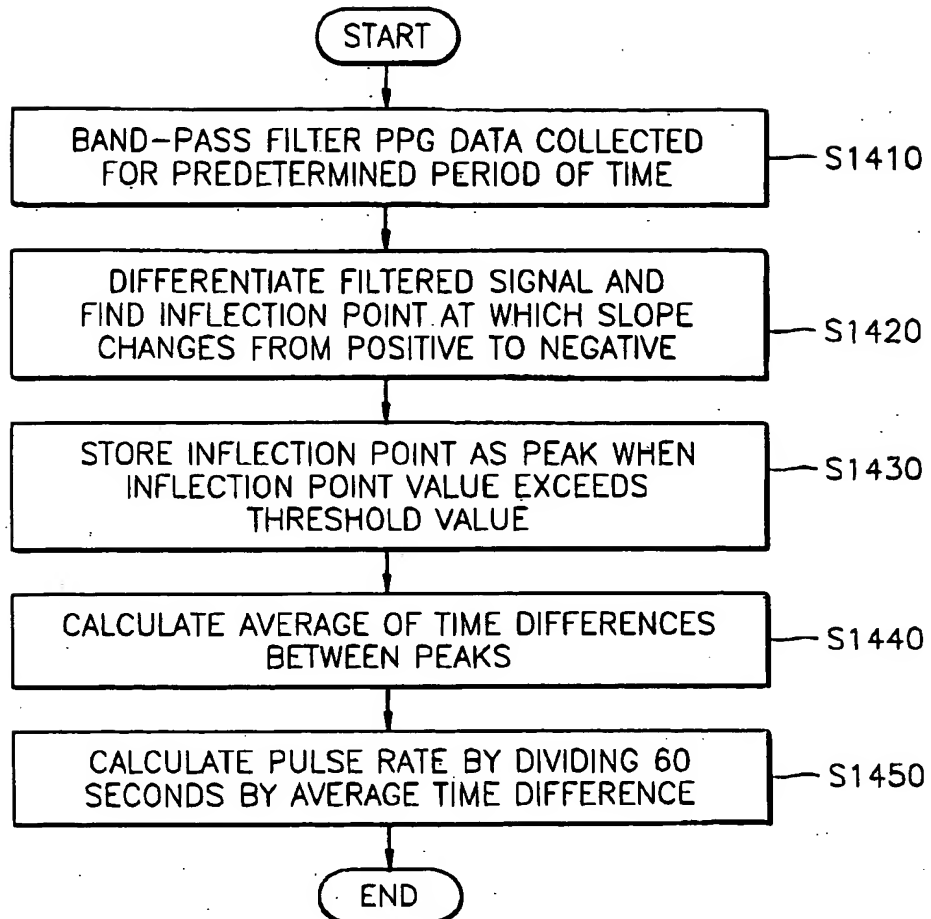 START
BAND-PASS FILTER PPG DATA COLLECTED
FOR PREDETERMINED PERIOD OF TIME
S1410
DIFFERENTIATE FILTERED SIGNAL AND
FIND INFLECTION POINT AT WHICH SLOPE
CHANGES FROM POSITIVE TO NEGATIVE
S1420
STORE INFLECTION POINT AS PEAK WHEN
INFLECTION POINT VALUE EXCEEDS
THRESHOLD VALUE
S1430
CALCULATE AVERAGE OF TIME DIFFERENCES
BETWEEN PEAKS
S1440
CALCULATE PULSE RATE BY DIVIDING 60
SECONDS BY AVERAGE TIME DIFFERENCE
S1450
END